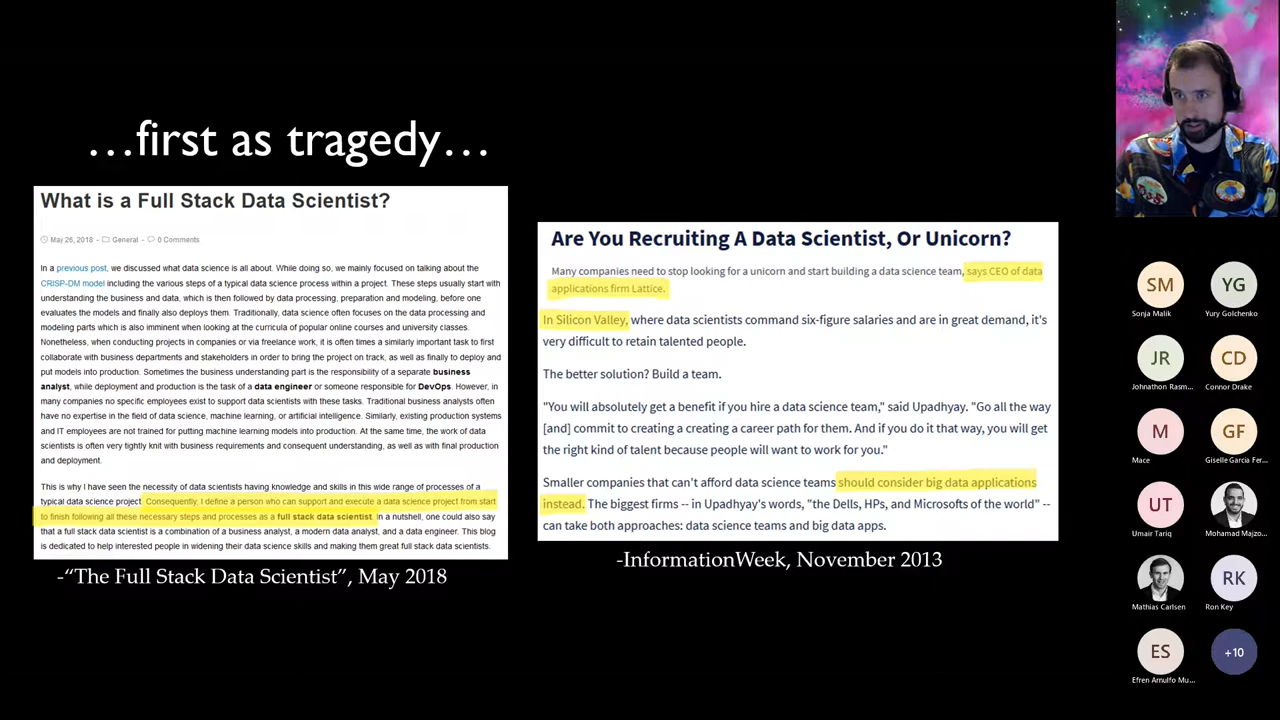 …first as tragedy…
What is a Full Stack Data Scientist?
May 26, 2018 - General - 0 Comments
In a previous post, we discussed what data science is all about. While doing so, we mainly focused on talking about the
CRISP-DM model including the various steps of a typical data science process within a project. These steps usually start with
understanding the business and data, which is then followed by data processing, preparation and modeling, before one
evaluates the models and finally also deploys them. Traditionally, data science often focuses on the data processing and
modeling parts which is also imminent when looking at the curricula of popular online courses and university classes.
Nonetheless, when conducting projects in companies or via freelance work, it is often times a similarly important task to first
collaborate with business departments and stakeholders in order to bring the project on track, as well as finally to deploy and
put models into production. Sometimes the business understanding part is the responsibility of a separate business
analyst, while deployment and production is the task of a data engineer or someone responsible for DevOps. However, in
many companies no specific employees exist to support data scientists with these tasks. Traditional business analysts often
have no expertise in the field of data science, machine learning, or artificial intelligence. Similarly, existing production systems
and IT employees are not trained for putting machine learning models into production. At the same time, the work of data
scientists is often very tightly knit with business requirements and consequent understanding, as well as with final production
and deployment.
This is why I have seen the necessity of data scientists having knowledge and skills in this wide range of processes of a
typical data science project. Consequently, I define a person who can support and execute a data science project from start
to finish following all these necessary steps and processes as a full stack data scientist. In a nutshell, one could also say
that a full stack data scientist is a combination of a business analyst, a modern data analyst, and a data engineer. This blog
is dedicated to help interested people in widening their data science skills and making them great full stack data scientists.
-“The Full Stack Data Scientist”, May 2018
Are You Recruiting A Data Scientist, Or Unicorn?
Many companies need to stop looking for a unicorn and start building a data science team, says CEO of data
applications firm Lattice.
In Silicon Valley, where data scientists command six-figure salaries and are in great demand, it's
very difficult to retain talented people.
The better solution? Build a team.
"You will absolutely get a benefit if you hire a data science team," said Upadhyay. "Go all the way
[and] commit to creating a creating a career path for them. And if you do it that way, you will get
the right kind of talent because people will want to work for you."
Smaller companies that can't afford data science teams should consider big data applications
instead. The biggest firms -- in Upadhyay's words, "the Dells, HPs, and Microsofts of the world" --
can take both approaches: data science teams and big data apps.
-InformationWeek, November 2013
SM
Sonja Malik
YG
Yury Golchenko
JR
Johnathon Rasm...
CD
Connor Drake
M
Mace
GF
Giselle Garcia Fer...
UT
Umair Tariq
Mohamad Majzo...
Mathias Carlsen
RK
Ron Key
ES
Efren Arnulfo Mu...
+10